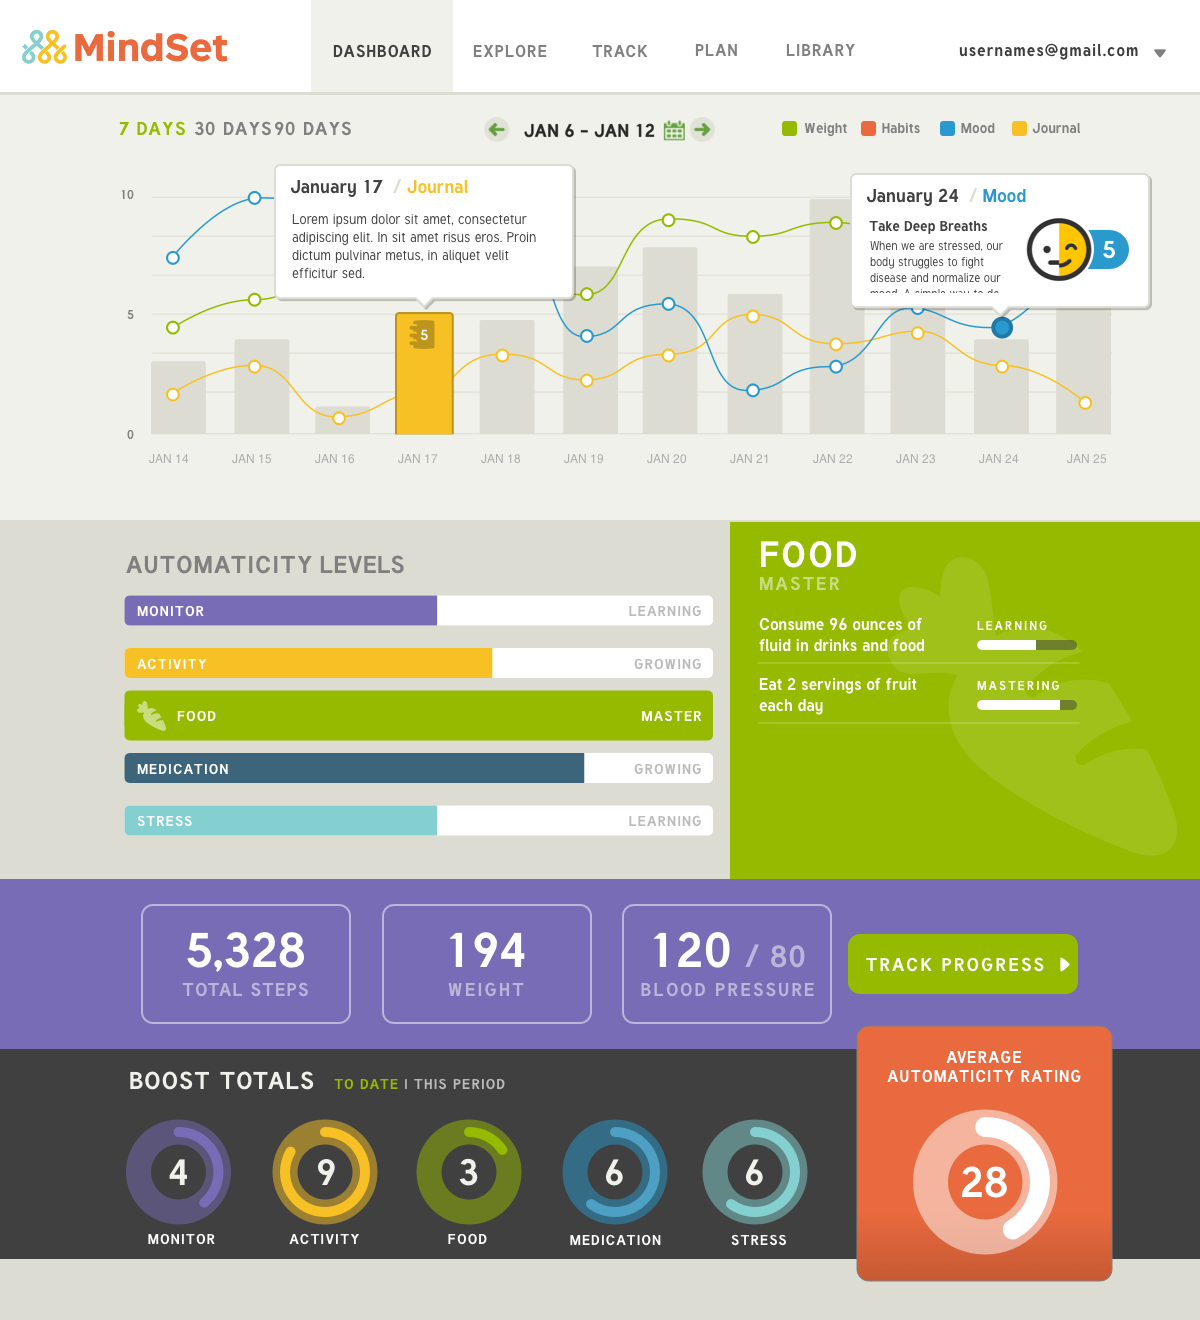 MindSet
DASHBOARD EXPLORE TRACK PLAN LIBRARY usernames@gmail.com
7 DAYS 30 DAYS 90 DAYS JAN 6 - JAN 12 Weight Habits Mood Journal
January 17 / Journal
Lorem ipsum dolor sit amet, consectetur
adipiscing elit. In sit amet risus eros. Proin
dictum pulvinar metus, in aliquet velit
efficitur sed.
January 24 / Mood
Take Deep Breaths
When we are stressed, our
body struggles to fight
disease and normalize our
5
10
5
0
5
JAN 14 JAN 15 JAN 16 JAN 17 JAN 18 JAN 19 JAN 20 JAN 21 JAN 22 JAN 23 JAN 24 JAN 25
AUTOMATICITY LEVELS
MONITOR LEARNING
ACTIVITY GROWING
FOOD MASTER
MEDICATION GROWING
STRESS LEARNING
FOOD
MASTER
Consume 96 ounces of
fluid in drinks and food
LEARNING
Eat 2 servings of fruit
each day
MASTERING
5,328
TOTAL STEPS
194
WEIGHT
120 / 80
BLOOD PRESSURE
TRACK PROGRESS
BOOST TOTALS TO DATE I THIS PERIOD
4 9 3 6 6
MONITOR ACTIVITY FOOD MEDICATION STRESS
AVERAGE
AUTOMATICITY RATING
28